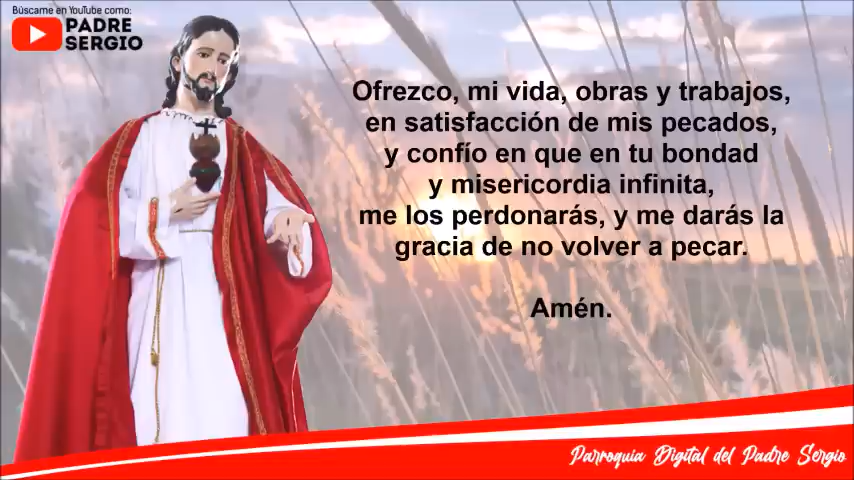 Búscame en YouTube como:
PADRE
SERGIO
Ofrezco, mi vida, obras y trabajos,
en satisfacción de mis pecados,
y confío en que en tu bondad
y misericordia infinita,
me los perdonarás, y me darás la
gracia de no volver a pecar.
Amén.
Parroquia Digital del Padre Sergio